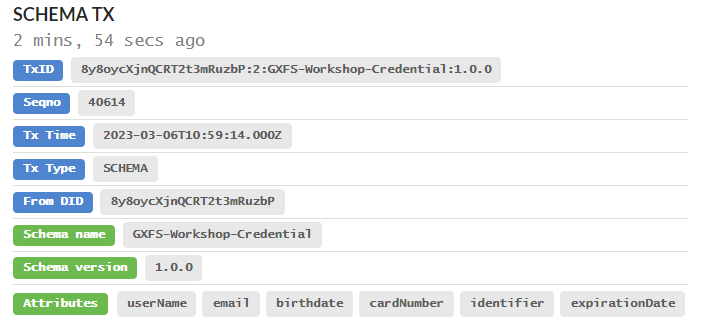 SCHEMA TX
2 mins, 54 secs ago
TxID 8y8oycXjnQCRT2t3mRuzbP:2:GXFS-Workshop-Credential:1.0.0
Seqno 40614
Tx Time 2023-03-06T10:59:14.000Z
Tx Type SCHEMA
From DID 8y8oycXjnQCRT2t3mRuzbP
Schema name GXFS-Workshop-Credential
Schema version 1.0.0
Attributes userName email birthdate cardNumber identifier expirationDate